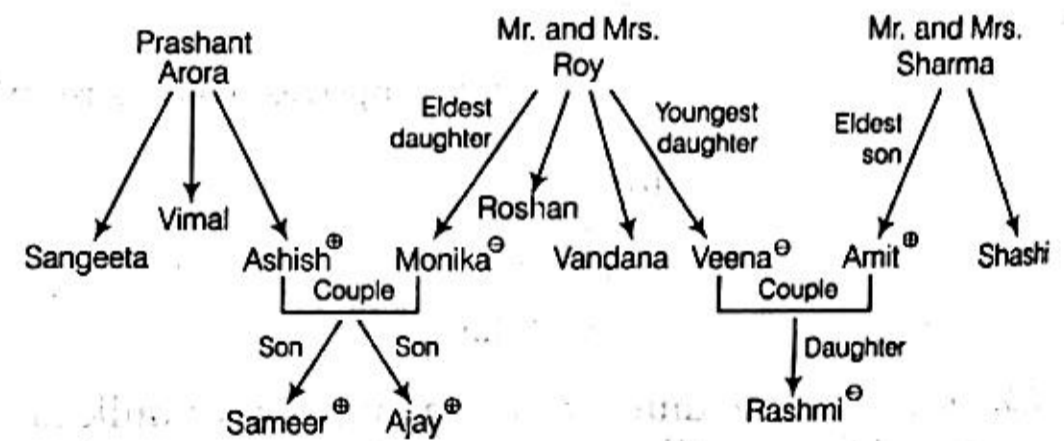 Prashant
Arora
Mr. and Mrs.
Roy
Mr. and Mrs.
Sharma
Eldest
daughter
Youngest
daughter
Eldest
son
Vimal
Roshan
Sangeeta
Ashish⊕
Monika⊖
Vandana
Veena⊖
Amit⊕
Shashi
Couple
Couple
Son
Son
Daughter
Sameer⊕
Ajay⊕
Rashmi⊖